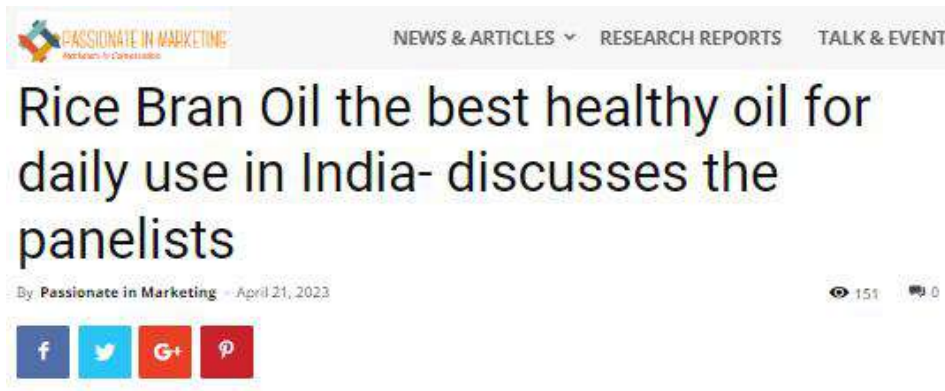 PASSIONATE IN MARKETING
NEWS & ARTICLES RESEARCH REPORTS TALK & EVENT
Rice Bran Oil the best healthy oil for
daily use in India- discusses the
panelists
By Passionate in Marketing - April 21, 2023 151 0
f G+